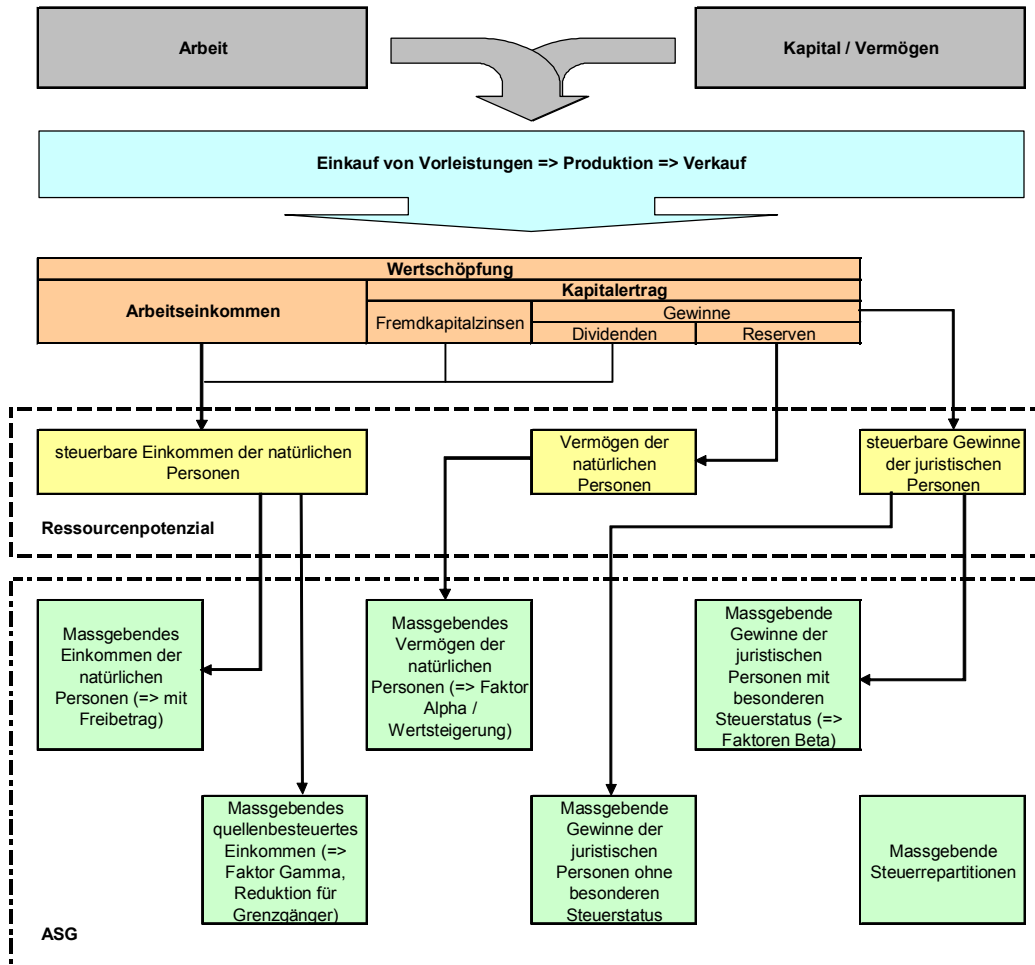 Arbeit
Kapital / Vermögen
Einkauf von Vorleistungen => Produktion => Verkauf
Wertschöpfung
Arbeitseinkommen
Kapitalertrag
Fremdkapitalzinsen
Gewinne
Dividenden
Reserven
steuerbare Einkommen der natürlichen
Personen
Vermögen der
natürlichen
Personen
steuerbare Gewinne
der juristischen
Personen
Ressourcenpotenzial
Massgebendes
Einkommen der
natürlichen
Personen (=> mit
Freibetrag)
Massgebendes
Vermögen der
natürlichen
Personen (=> Faktor
Alpha /
Wertsteigerung)
Massgebende
Gewinne der
juristischen
Personen mit
besonderen
Steuerstatus (=>
Faktoren Beta)
Massgebendes
quellenbesteuertes
Einkommen (=>
Faktor Gamma,
Reduktion für
Grenzgänger)
Massgebende
Gewinne der
juristischen
Personen ohne
besonderen
Steuerstatus
Massgebende
Steuerrepartitionen
ASG